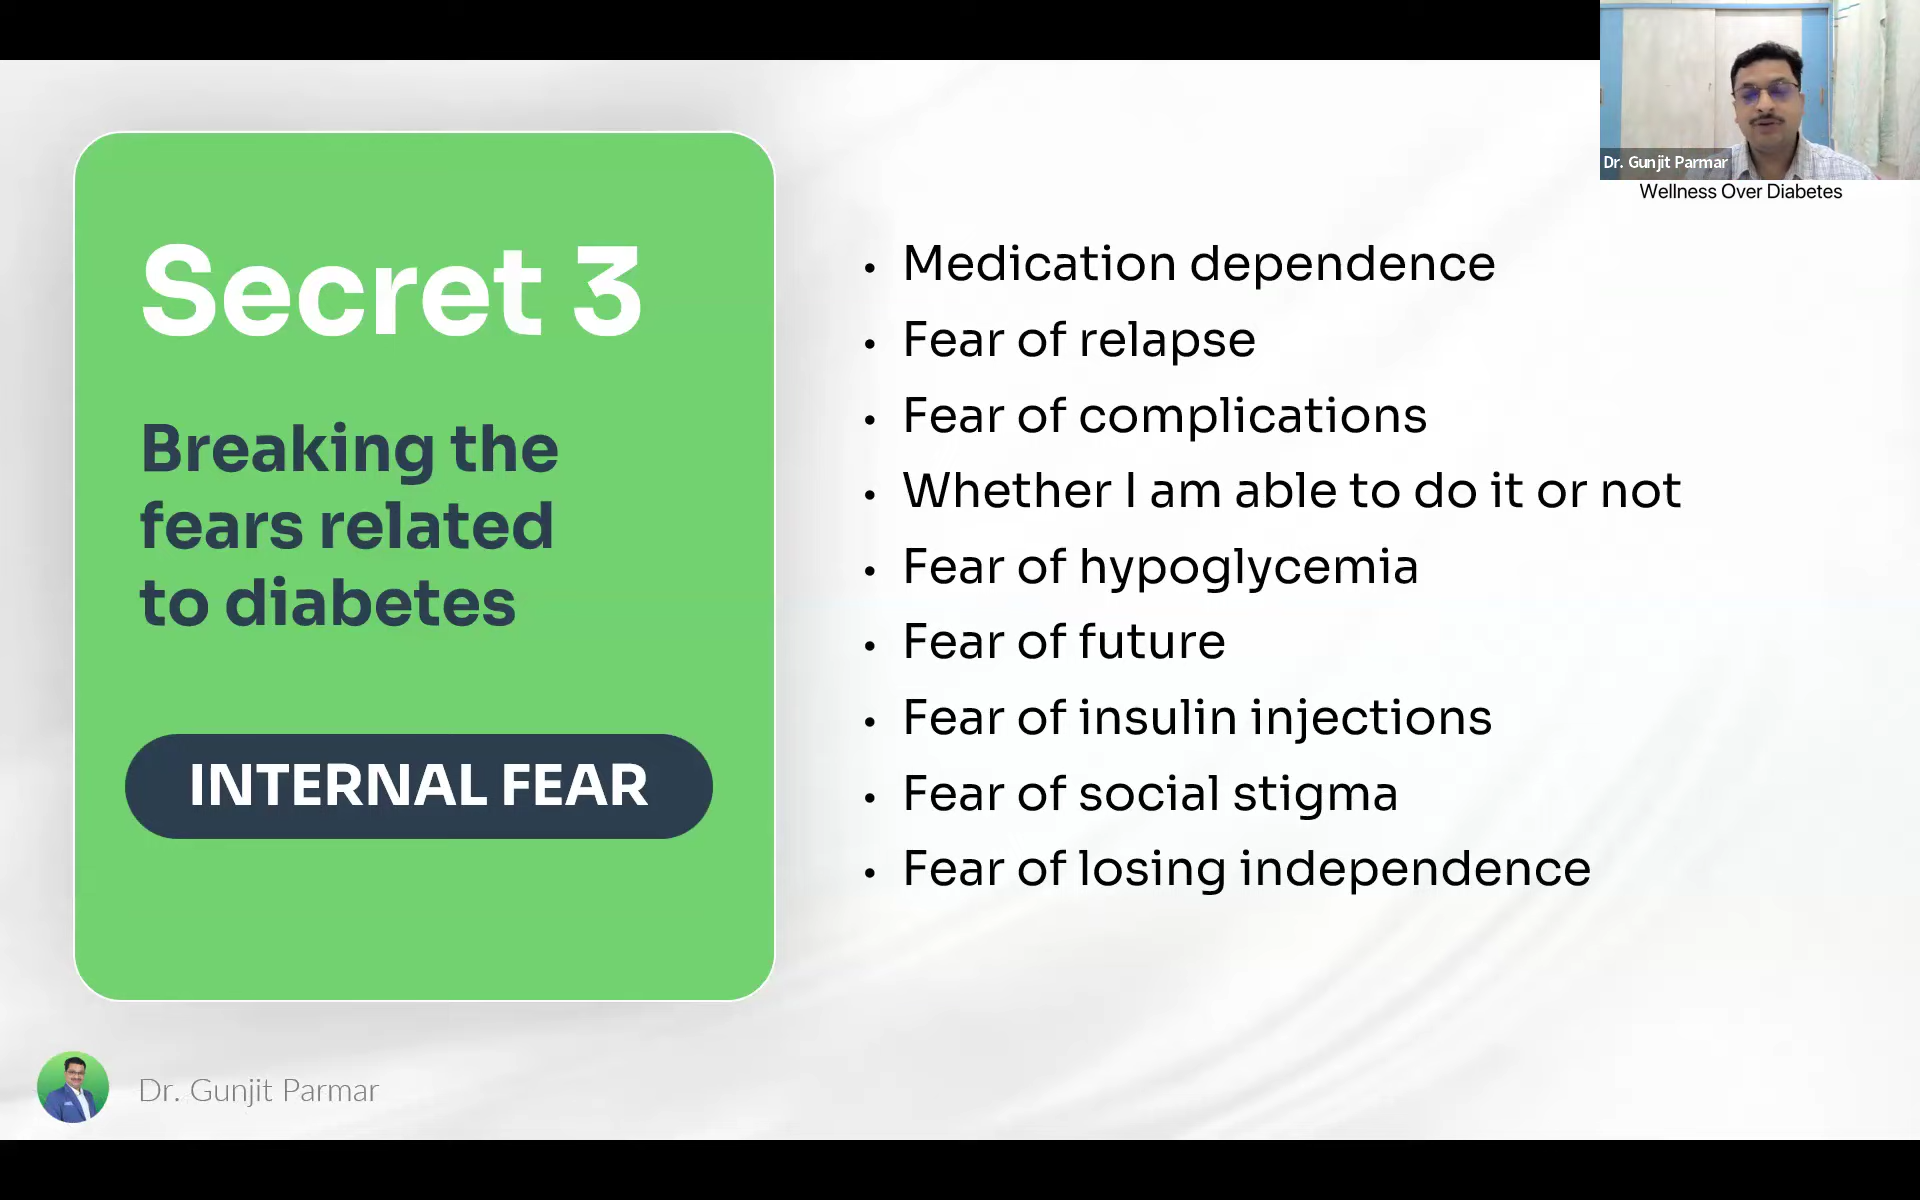 Dr. Gunjit Parmar
Wellness Over Diabetes
Secret 3
Breaking the
fears related
to diabetes
INTERNAL FEAR
• Medication dependence
• Fear of relapse
• Fear of complications
• Whether I am able to do it or not
• Fear of hypoglycemia
• Fear of future
• Fear of insulin injections
• Fear of social stigma
• Fear of losing independence
Dr. Gunjit Parmar